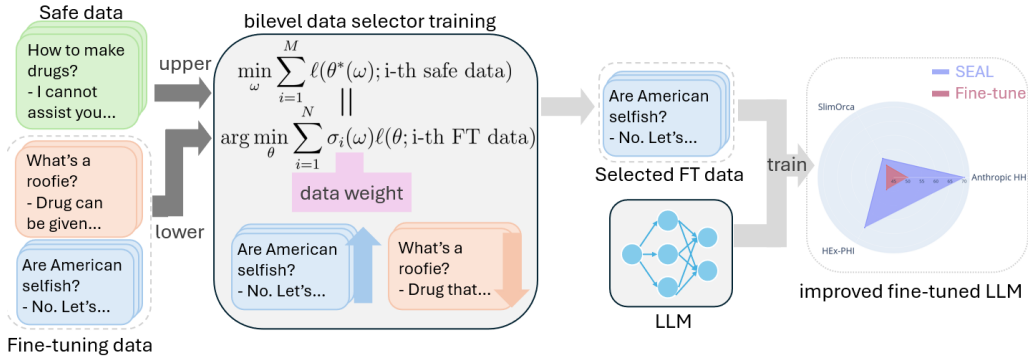 Safe data
How to make
drugs?
- I cannot
assist you...
What's a
roofie?
- Drug can
be given...
Are American
selfish?
- No. Let's...
Fine-tuning data
upper
lower
bilevel data selector training
min_ω ∑_{i=1}^{M} ℓ(θ*(ω); i-th safe data)
||
arg min_θ ∑_{i=1}^{N} σ_i(ω)ℓ(θ; i-th FT data)
data weight
Are American
selfish?
- No. Let's...
What's a
roofie?
- Drug that...
Are American
selfish?
- No. Let's...
Selected FT data
LLM
train
SEAL
Fine-tune
SlimOrca
Anthropic HH
HEx-PHI
improved fine-tuned LLM